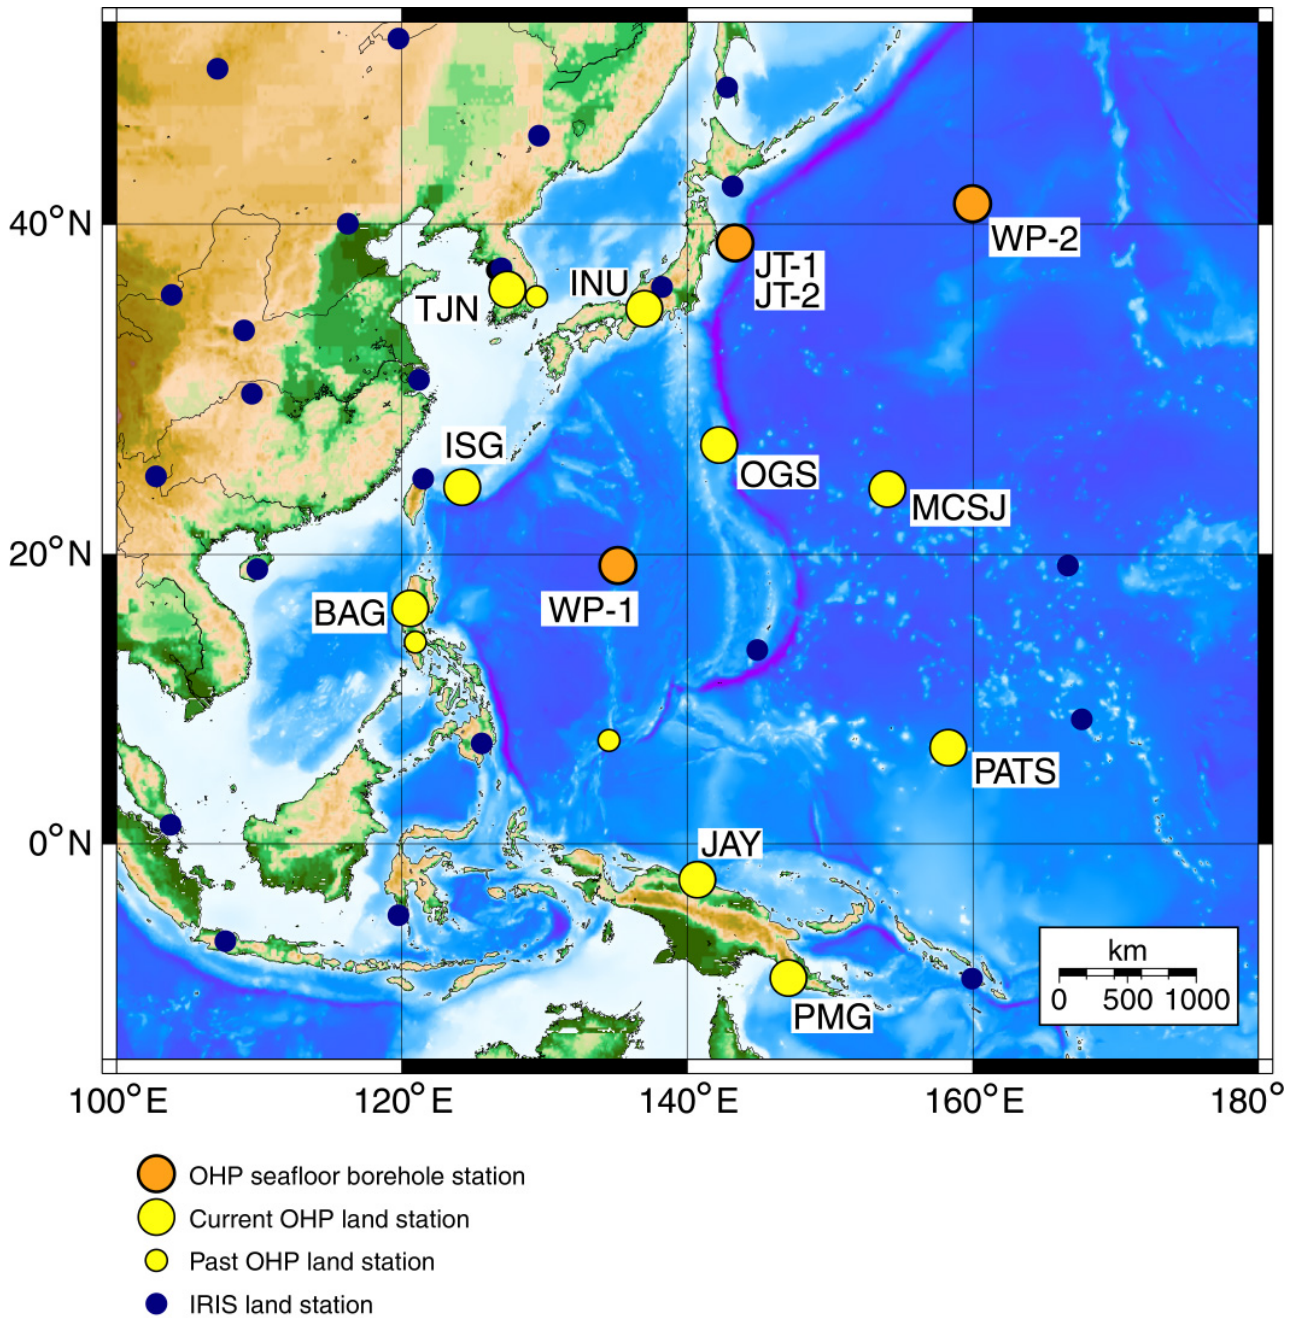 40°N
WP-2
JT-1
JT-2
INU
TJN
ISG
OGS
MCSJ
20°N
BAG
WP-1
PATS
JAY
0°N
km
0 500 1000
PMG
100°E 120°E 140°E 160°E 180°
OHP seafloor borehole station
Current OHP land station
Past OHP land station
IRIS land station